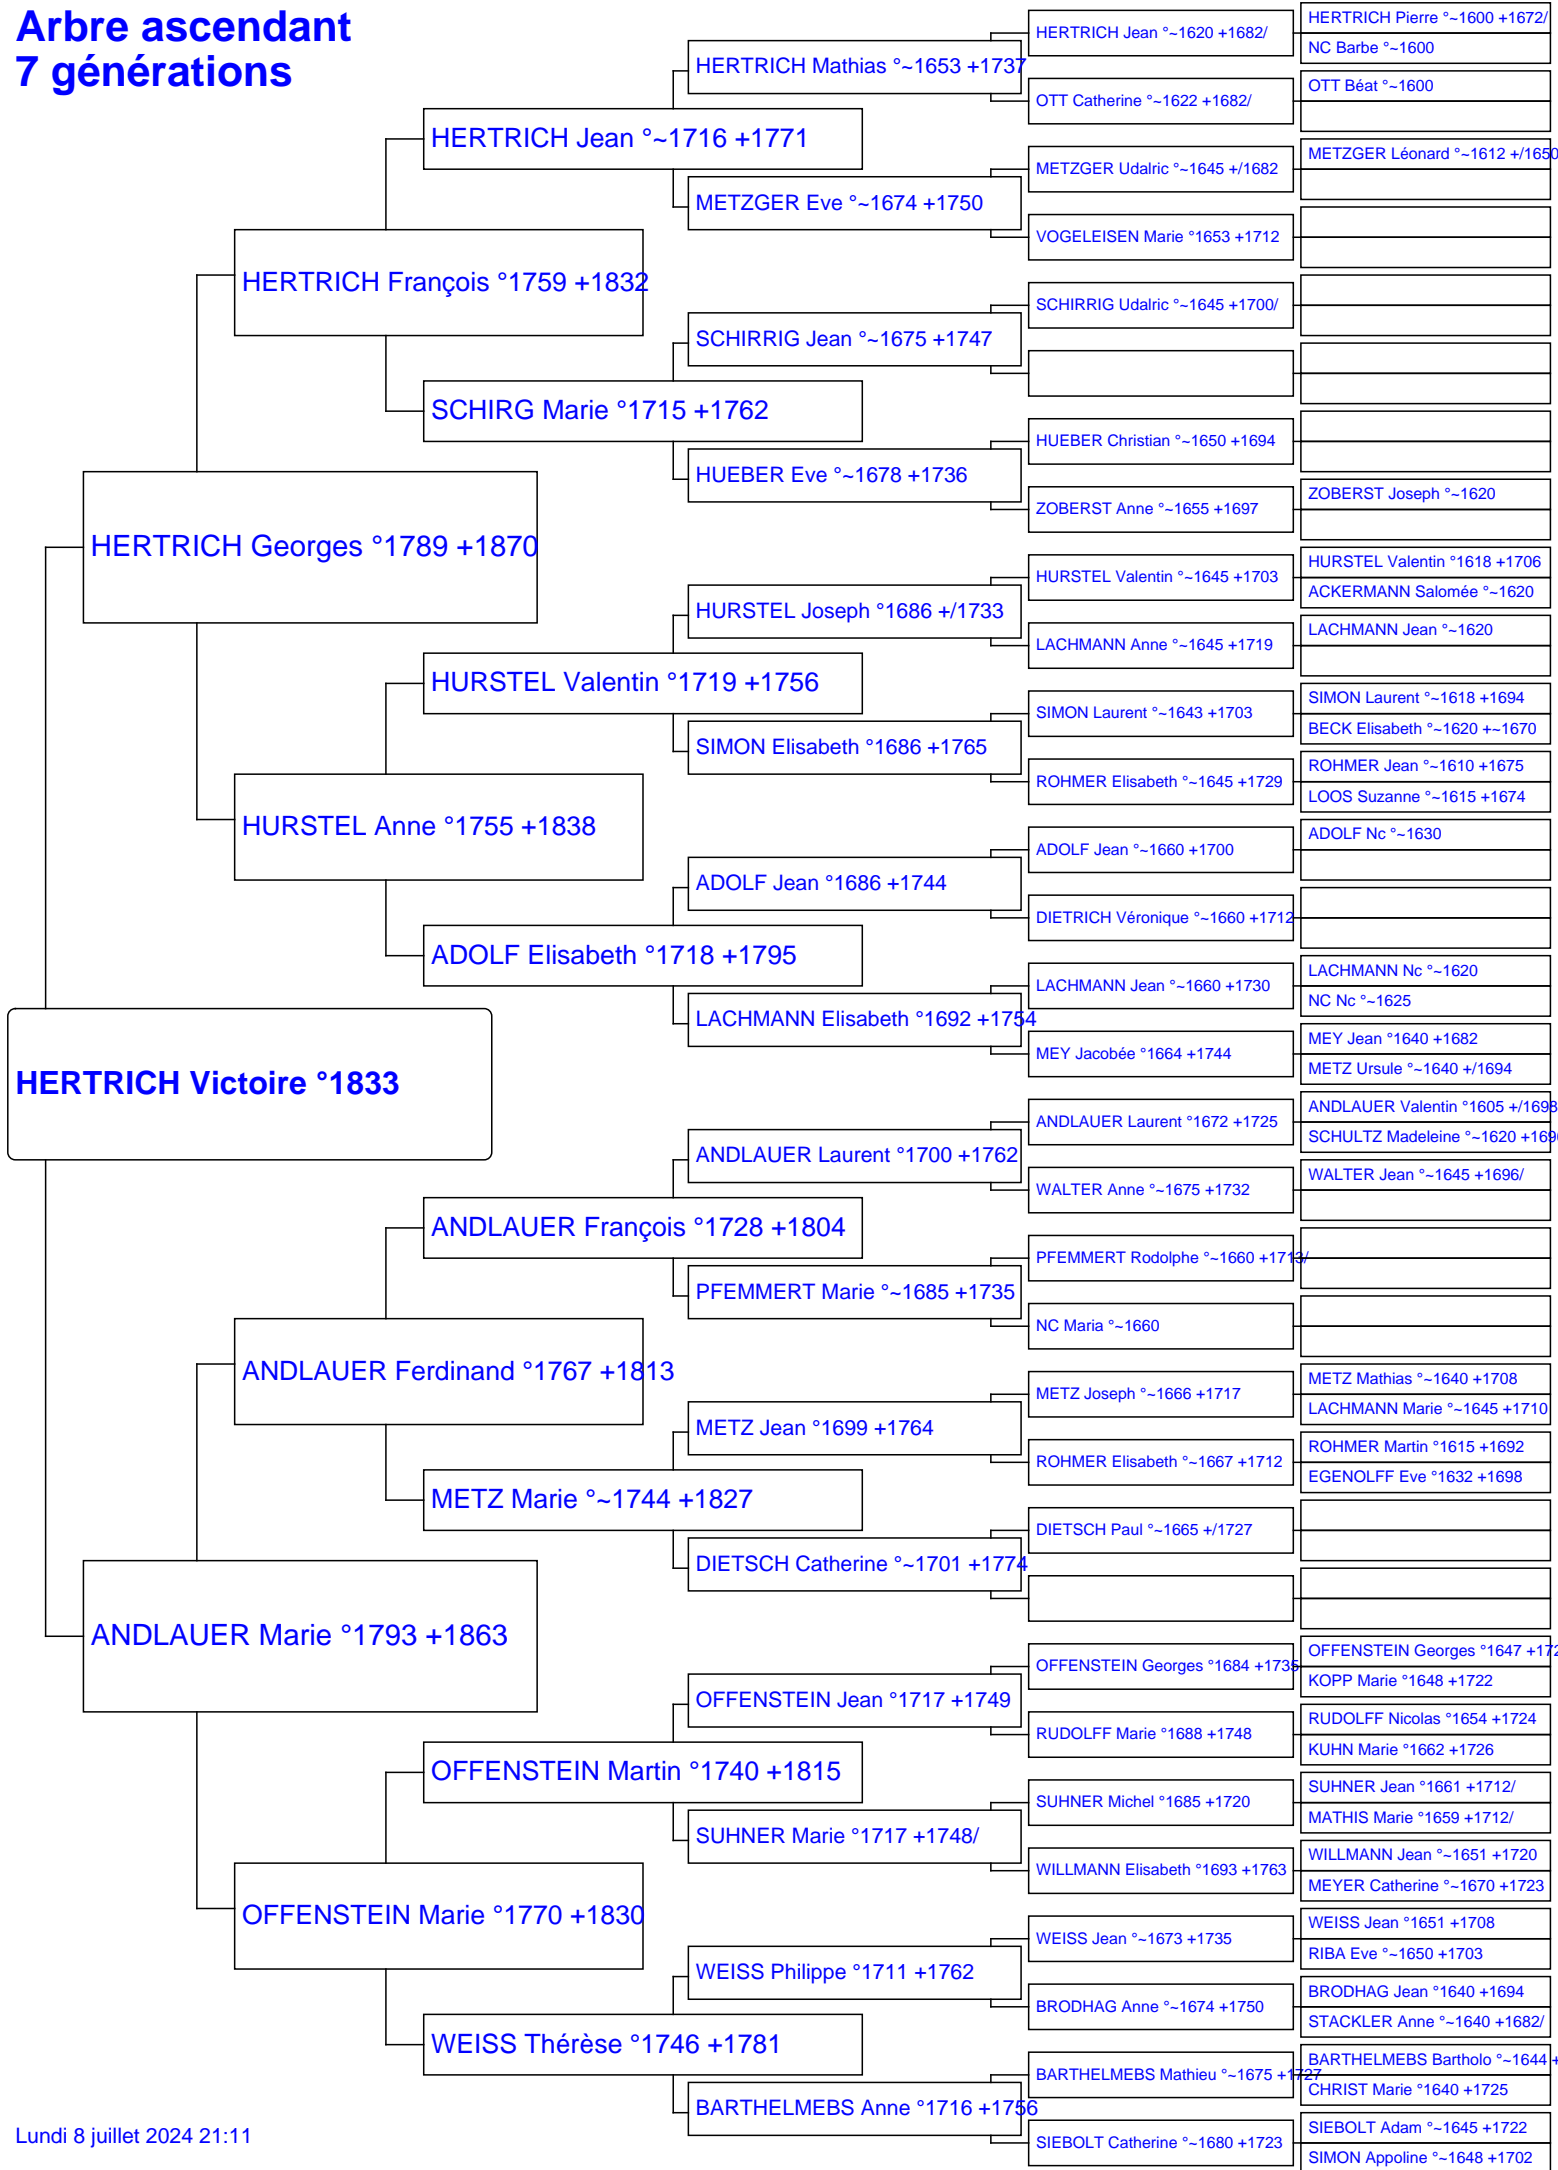 Arbre ascendant
7 générations
HERTRICH Victoire °1833
HERTRICH Georges °1789 +1870
ANDLAUER Marie °1793 +1863
HERTRICH François °1759 +1832
HURSTEL Anne °1755 +1838
ANDLAUER Ferdinand °1767 +1813
OFFENSTEIN Marie °1770 +1830
HERTRICH Jean °~1716 +1771
SCHIRG Marie °1715 +1762
HURSTEL Valentin °1719 +1756
ADOLF Elisabeth °1718 +1795
ANDLAUER François °1728 +1804
METZ Marie °~1744 +1827
OFFENSTEIN Martin °1740 +1815
WEISS Thérèse °1746 +1781
HERTRICH Mathias °~1653 +1737
METZGER Eve °~1674 +1750
SCHIRRIG Jean °~1675 +1747
HUEBER Eve °~1678 +1736
HURSTEL Joseph °1686 +/1733
SIMON Elisabeth °1686 +1765
ADOLF Jean °1686 +1744
LACHMANN Elisabeth °1692 +1754
ANDLAUER Laurent °1700 +1762
PFEMMERT Marie °~1685 +1735
METZ Jean °1699 +1764
DIETSCH Catherine °~1701 +1774
OFFENSTEIN Jean °1717 +1749
SUHNER Marie °1717 +1748/
WEISS Philippe °1711 +1762
BARTHELMEBS Anne °1716 +1756
HERTRICH Jean °~1620 +1682/
OTT Catherine °~1622 +1682/
METZGER Udalric °~1645 +/1682
VOGELEISEN Marie °1653 +1712
SCHIRRIG Udalric °~1645 +1700/
HUEBER Christian °~1650 +1694
ZOBERST Anne °~1655 +1697
HURSTEL Valentin °~1645 +1703
LACHMANN Anne °~1645 +1719
SIMON Laurent °~1643 +1703
ROHMER Elisabeth °~1645 +1729
ADOLF Jean °~1660 +1700
DIETRICH Véronique °~1660 +1712
LACHMANN Jean °~1660 +1730
MEY Jacobée °1664 +1744
ANDLAUER Laurent °1672 +1725
WALTER Anne °~1675 +1732
PFEMMERT Rodolphe °~1660 +1713/
NC Maria °~1660
METZ Joseph °~1666 +1717
ROHMER Elisabeth °~1667 +1712
DIETSCH Paul °~1665 +/1727
OFFENSTEIN Georges °1684 +1735
RUDOLFF Marie °1688 +1748
SUHNER Michel °1685 +1720
WILLMANN Elisabeth °1693 +1763
WEISS Jean °~1673 +1735
BRODHAG Anne °~1674 +1750
BARTHELMEBS Mathieu °~1675 +1727
SIEBOLT Catherine °~1680 +1723
HERTRICH Pierre °~1600 +1672/
NC Barbe °~1600
OTT Béat °~1600
METZGER Léonard °~1612 +/1650
ZOBERST Joseph °~1620
HURSTEL Valentin °1618 +1706
ACKERMANN Salomée °~1620
LACHMANN Jean °~1620
SIMON Laurent °~1618 +1694
BECK Elisabeth °~1620 +~1670
ROHMER Jean °~1610 +1675
LOOS Suzanne °~1615 +1674
ADOLF Nc °~1630
LACHMANN Nc °~1620
NC Nc °~1625
MEY Jean °1640 +1682
METZ Ursule °~1640 +/1694
ANDLAUER Valentin °1605 +/1698
SCHULTZ Madeleine °~1620
WALTER Jean °~1645 +1696/
METZ Mathias °~1640 +1708
LACHMANN Marie °~1645 +1710
ROHMER Martin °1615 +1692
EGENOLFF Eve °1632 +1698
OFFENSTEIN Georges °1647
KOPP Marie °1648 +1722
RUDOLFF Nicolas °1654 +1724
KUHN Marie °1662 +1726
SUHNER Jean °1661 +1712/
MATHIS Marie °1659 +1712/
WILLMANN Jean °~1651 +1720
MEYER Catherine °~1670 +1723
WEISS Jean °1651 +1708
RIBA Eve °~1650 +1703
BRODHAG Jean °1640 +1694
STACKLER Anne °~1640 +1682/
BARTHELMEBS Bartholo °~1644
CHRIST Marie °1640 +1725
SIEBOLT Adam °~1645 +1722
SIMON Appoline °~1648 +1702
Lundi 8 juillet 2024 21:11